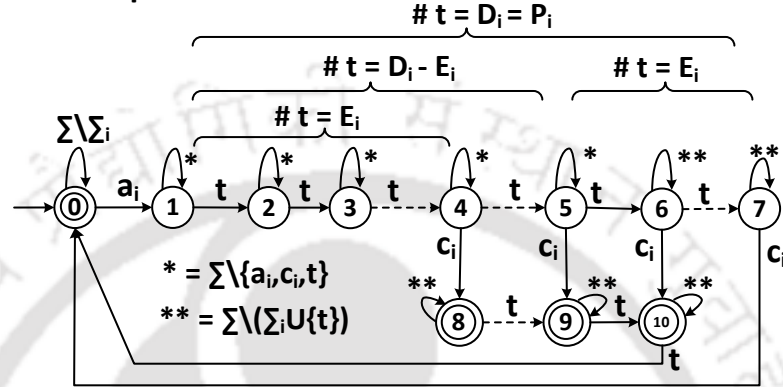 # t = Dᵢ = Pᵢ
# t = Dᵢ - Eᵢ
# t = Eᵢ
# t = Eᵢ
∑\∑ᵢ
* * * * * ** **
0 aᵢ 1 t 2 t 3 t 4 t 5 t 6 t 7
cᵢ cᵢ cᵢ cᵢ
* = ∑\{aᵢ,cᵢ,t}
** = ∑\(∑ᵢU{t})
** ** **
8 t 9 t 10
t